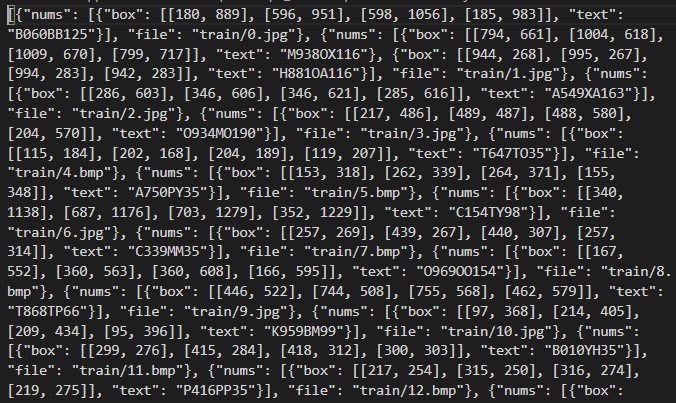 [{"nums": [{"box": [[180, 889], [596, 951], [598, 1056], [185, 983]], "text":
"B060BB125"}], "file": "train/0.jpg"}, {"nums": [{"box": [[794, 661], [1004, 618],
[1009, 670], [799, 717]], "text": "M938OX116"}, {"box": [[944, 268], [995, 267],
[994, 283], [942, 283]], "text": "H881OA116"}], "file": "train/1.jpg"}, {"nums":
[{"box": [[286, 603], [346, 606], [346, 621], [285, 616]], "text": "A549XA163"}],
"file": "train/2.jpg"}, {"nums": [{"box": [[217, 486], [489, 487], [488, 580],
[204, 570]], "text": "O934MO190"}], "file": "train/3.jpg"}, {"nums": [{"box":
[[115, 184], [202, 168], [204, 189], [119, 207]], "text": "T647TO35"}], "file":
"train/4.bmp"}, {"nums": [{"box": [[153, 318], [262, 339], [264, 371], [155,
348]], "text": "A750PY35"}], "file": "train/5.bmp"}, {"nums": [{"box": [[340,
1138], [687, 1176], [703, 1279], [352, 1229]], "text": "C154TY98"}], "file":
"train/6.jpg"}, {"nums": [{"box": [[257, 269], [439, 267], [440, 307], [257,
314]], "text": "C339MM35"}], "file": "train/7.bmp"}, {"nums": [{"box": [[167,
552], [360, 563], [360, 608], [166, 595]], "text": "O969OO154"}], "file": "train/8.
bmp"}, {"nums": [{"box": [[446, 522], [744, 508], [755, 568], [462, 579]], "text":
"T868TP66"}], "file": "train/9.jpg"}, {"nums": [{"box": [[97, 368], [214, 405],
[209, 434], [95, 396]], "text": "K959BM99"}], "file": "train/10.jpg"}, {"nums":
[{"box": [[299, 276], [415, 284], [418, 312], [300, 303]], "text": "B010YH35"}],
"file": "train/11.bmp"}, {"nums": [{"box": [[217, 254], [315, 250], [316, 274],
[219, 275]], "text": "P416PP35"}], "file": "train/12.bmp"}, {"nums": [{"box":